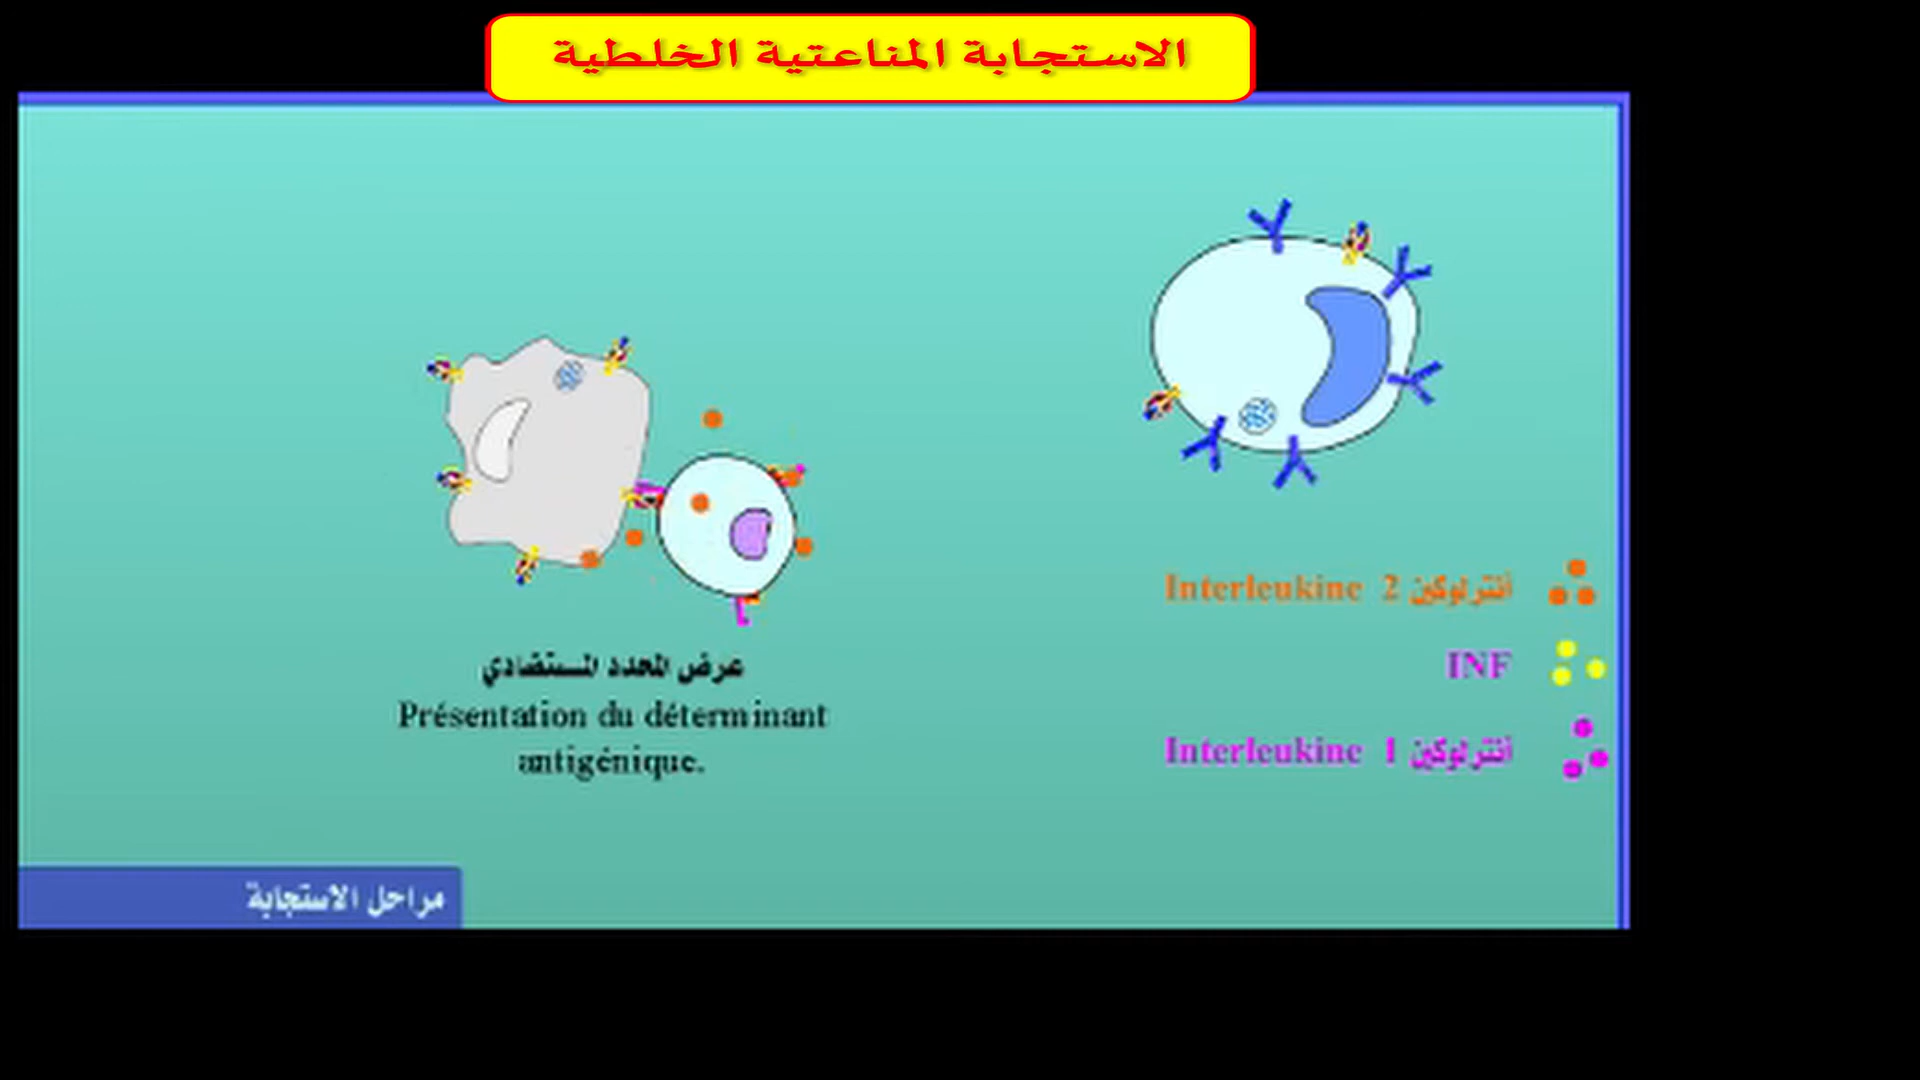 الاستجابة المناعتية الخلطية
عرض المحدد المستضادي
Présentation du déterminant
antigénique.
Interleukine 2 أنترلوكين
INF
Interleukine 1 أنترلوكين
مراحل الاستجابة